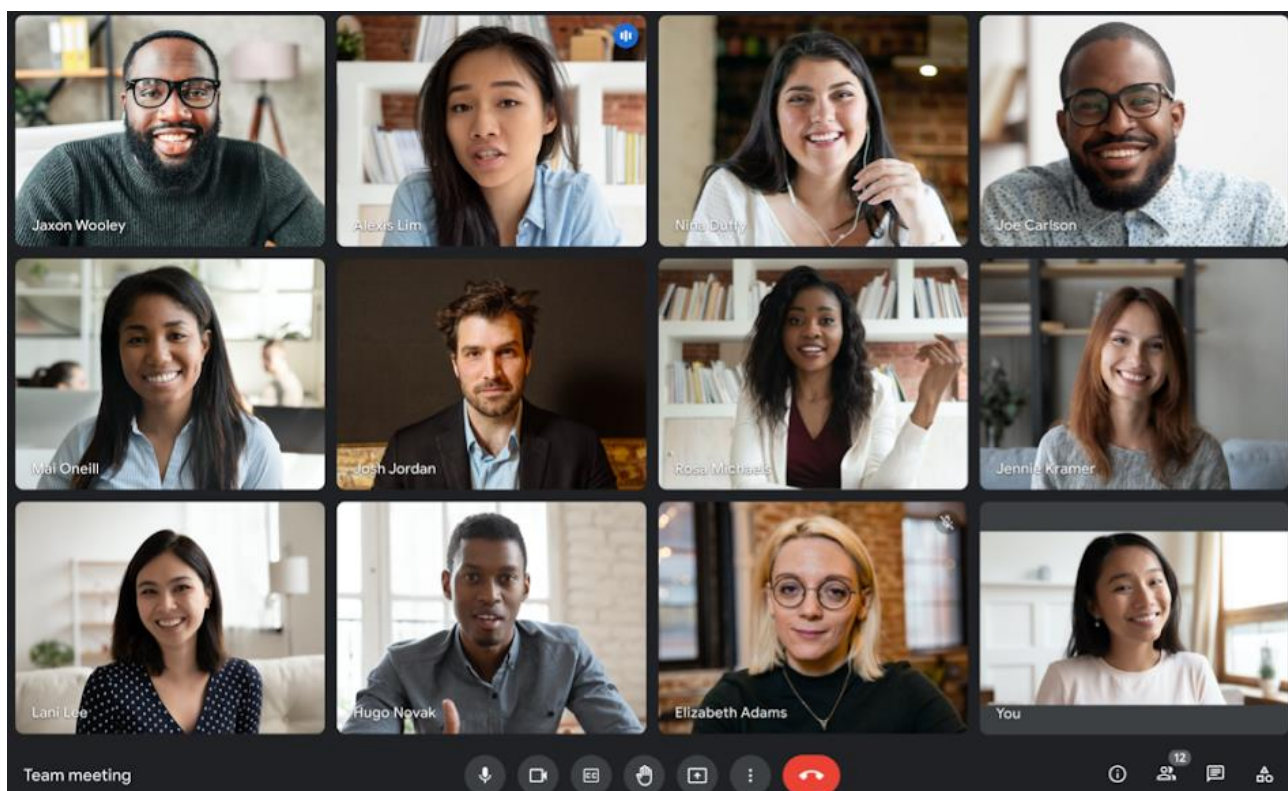 Jaxon Wooley
Alexis Lim
Nina Duffy
Joe Carlson
Mai Oneill
Josh Jordan
Rosa Michaels
Jennie Kramer
Lani Lee
Hugo Novak
Elizabeth Adams
You
Team meeting
CC
12